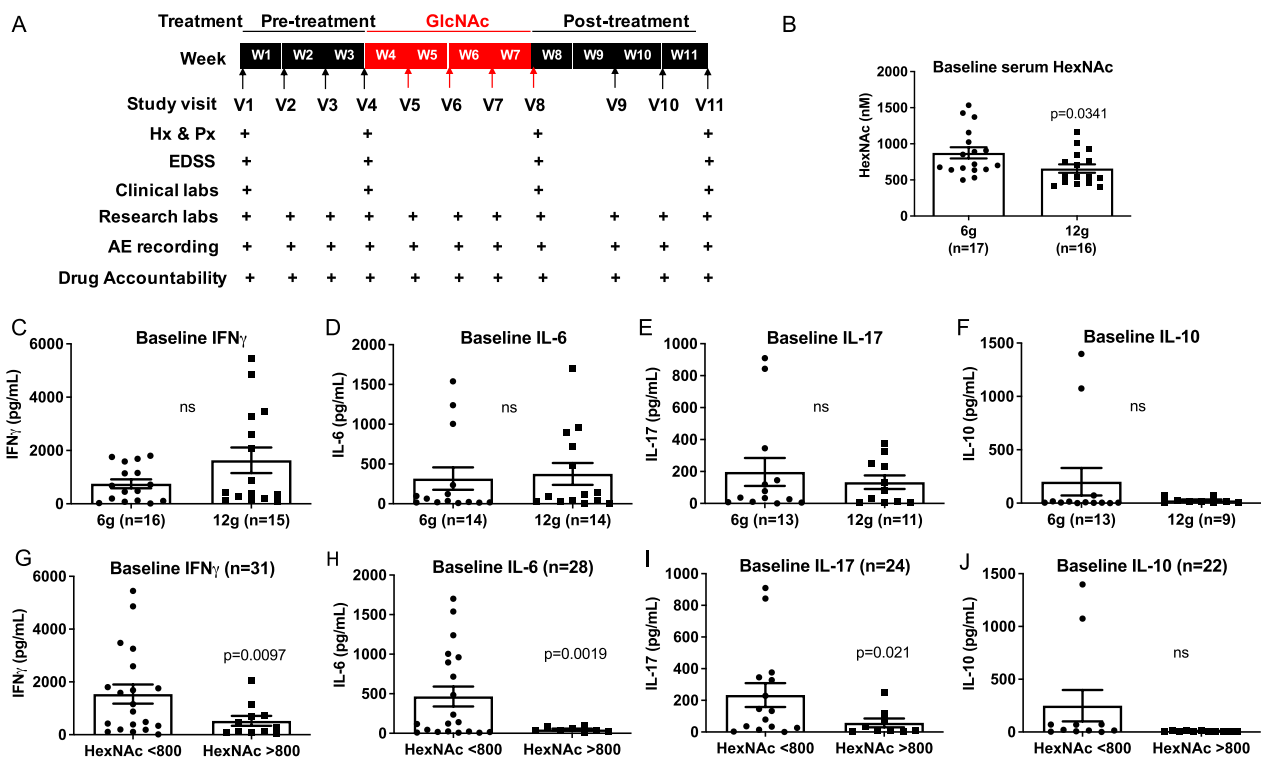 A
Treatment Pre-treatment GlcNAc Post-treatment
Week W1 W2 W3 W4 W5 W6 W7 W8 W9 W10 W11
Study visit V1 V2 V3 V4 V5 V6 V7 V8 V9 V10 V11
Hx & Px + + + +
EDSS + + + +
Clinical labs + + + +
Research labs + + + + + + + + + + +
AE recording + + + + + + + + + + +
Drug Accountability + + + + + + + + + + +
B
Baseline serum HexNAc
HexNAc (nM)
2000
1500
1000
500
0
p=0.0341
6g 12g
(n=17) (n=16)
C
Baseline IFNγ
IFNγ (pg/mL)
6000
4000
2000
0
ns
6g (n=16) 12g (n=15)
D
Baseline IL-6
IL-6 (pg/mL)
2000
1500
1000
500
0
ns
6g (n=14) 12g (n=14)
E
Baseline IL-17
IL-17 (pg/mL)
1000
800
600
400
200
0
ns
6g (n=13) 12g (n=11)
F
Baseline IL-10
IL-10 (pg/mL)
1500
1000
500
0
ns
6g (n=13) 12g (n=9)
G
Baseline IFNγ (n=31)
IFNγ (pg/mL)
6000
4000
2000
0
p=0.0097
HexNAc <800 HexNAc >800
H
Baseline IL-6 (n=28)
IL-6 (pg/mL)
2000
1500
1000
500
0
p=0.0019
HexNAc <800 HexNAc >800
I
Baseline IL-17 (n=24)
IL-17 (pg/mL)
1000
800
600
400
200
0
p=0.021
HexNAc <800 HexNAc >800
J
Baseline IL-10 (n=22)
IL-10 (pg/mL)
1500
1000
500
0
ns
HexNAc <800 HexNAc >800